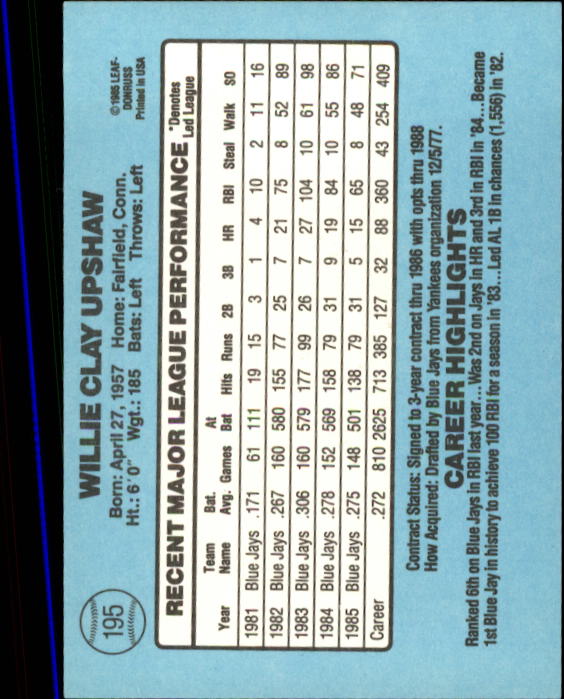 195
WILLIE CLAY UPSHAW
Born: April 27, 1957 Home: Fairfield, Conn.
Ht.: 6′ 0″ Wgt.: 185 Bats: Left Throws: Left
©1985 LEAF-
DONRUSS
Printed in USA
RECENT MAJOR LEAGUE PERFORMANCE
*Denotes
Led League
Year Team Name Bat. Avg. Games At Bat Hits Runs 2B 3B HR RBI Steal Walk SO
1981 Blue Jays .171 61 111 19 15 3 1 4 10 2 11 16
1982 Blue Jays .267 160 580 155 77 25 7 21 75 8 52 89
1983 Blue Jays .306 160 579 177 99 26 7 27 104 10 61 98
1984 Blue Jays .278 152 569 158 79 31 9 19 84 10 55 86
1985 Blue Jays .275 148 501 138 79 31 5 15 65 8 48 71
Career .272 810 2625 713 385 127 32 88 360 43 254 409
Contract Status: Signed to 3-year contract thru 1986 with opts thru 1988
How Acquired: Drafted by Blue Jays from Yankees organization 12/5/77.
CAREER HIGHLIGHTS
Ranked 6th on Blue Jays in RBI last year...Was 2nd on Jays in HR and 3rd in RBI in '84...Became
1st Blue Jay in history to achieve 100 RBI for a season in '83...Led AL 1B in chances (1,556) in '82.